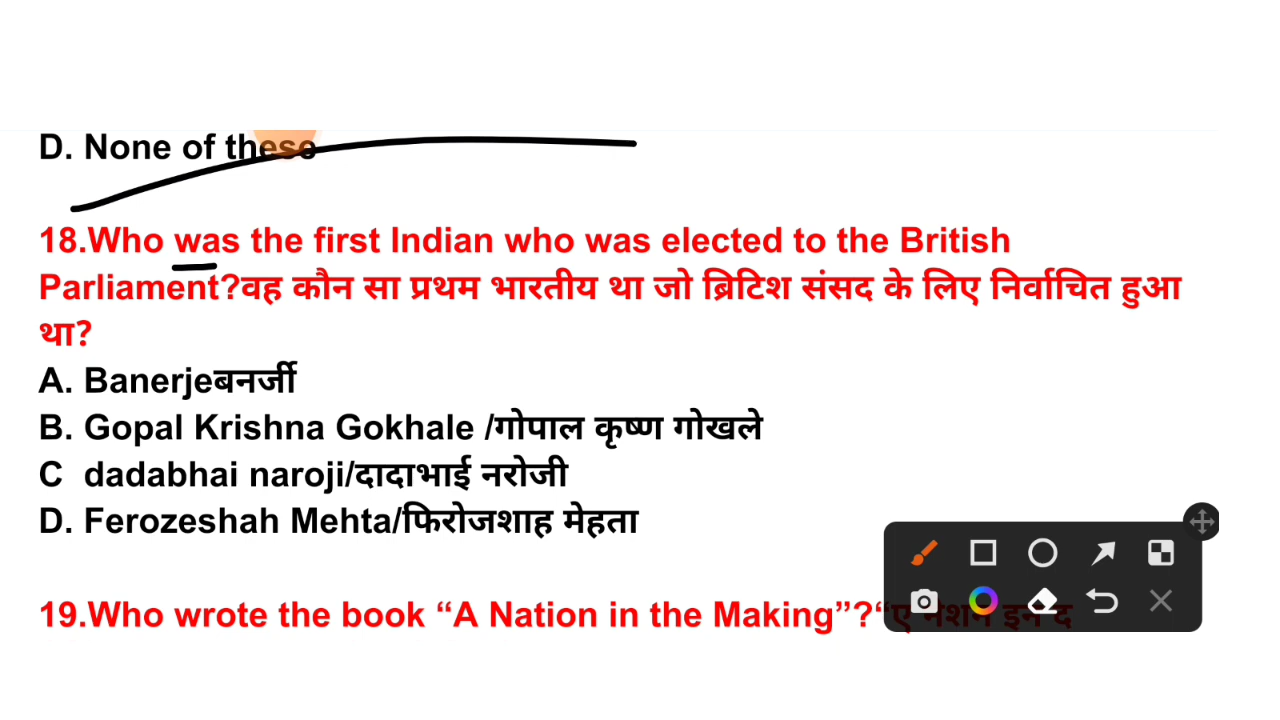 D. None of these
18.Who was the first Indian who was elected to the British
Parliament?वह कौन सा प्रथम भारतीय था जो ब्रिटिश संसद के लिए निर्वाचित हुआ
था?
A. Banerjeबनर्जी
B. Gopal Krishna Gokhale /गोपाल कृष्ण गोखले
C dadabhai naroji/दादाभाई नरोजी
D. Ferozeshah Mehta/फिरोजशाह मेहता
19.Who wrote the book “A Nation in the Making”?“ए नेशन इन द